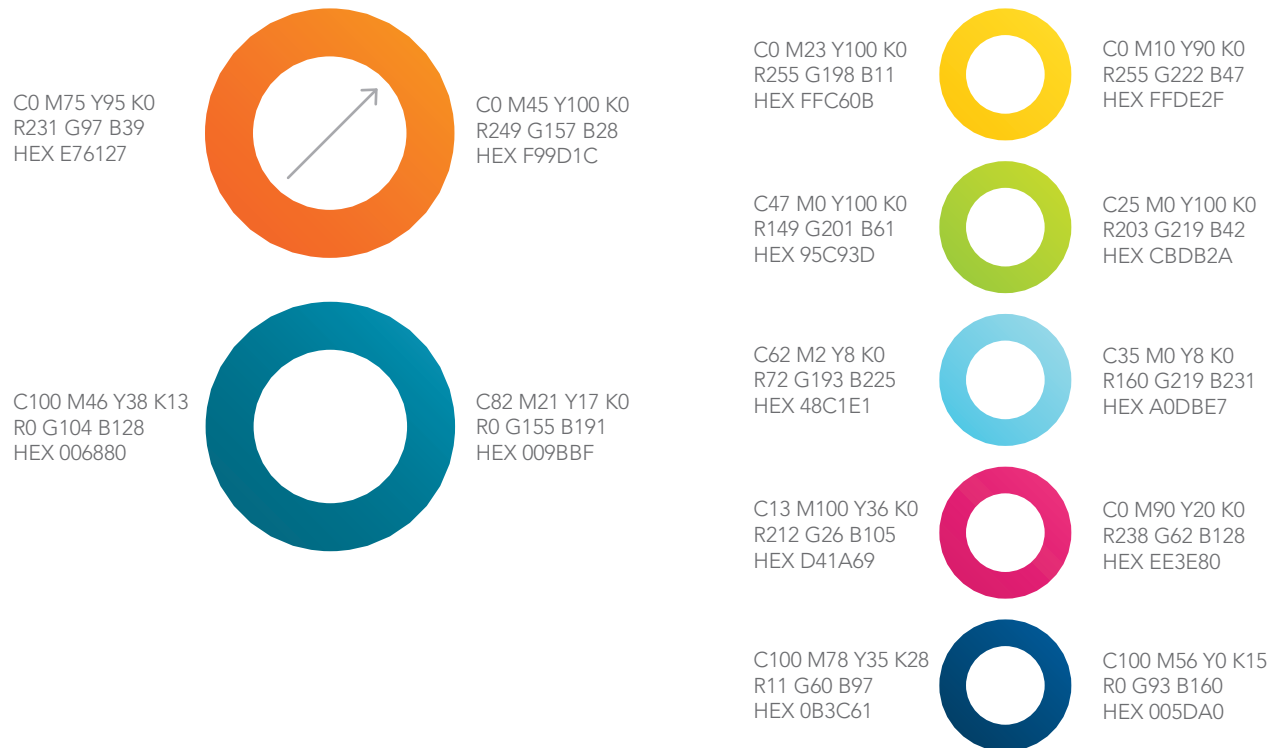 C0 M75 Y95 K0
R231 G97 B39
HEX E76127
C0 M45 Y100 K0
R249 G157 B28
HEX F99D1C
C100 M46 Y38 K13
R0 G104 B128
HEX 006880
C82 M21 Y17 K0
R0 G155 B191
HEX 009BBF
C0 M23 Y100 K0
R255 G198 B11
HEX FFC60B
C0 M10 Y90 K0
R255 G222 B47
HEX FFDE2F
C47 M0 Y100 K0
R149 G201 B61
HEX 95C93D
C25 M0 Y100 K0
R203 G219 B42
HEX CBDB2A
C62 M2 Y8 K0
R72 G193 B225
HEX 48C1E1
C35 M0 Y8 K0
R160 G219 B231
HEX A0DBE7
C13 M100 Y36 K0
R212 G26 B105
HEX D41A69
C0 M90 Y20 K0
R238 G62 B128
HEX EE3E80
C100 M78 Y35 K28
R11 G60 B97
HEX 0B3C61
C100 M56 Y0 K15
R0 G93 B160
HEX 005DA0